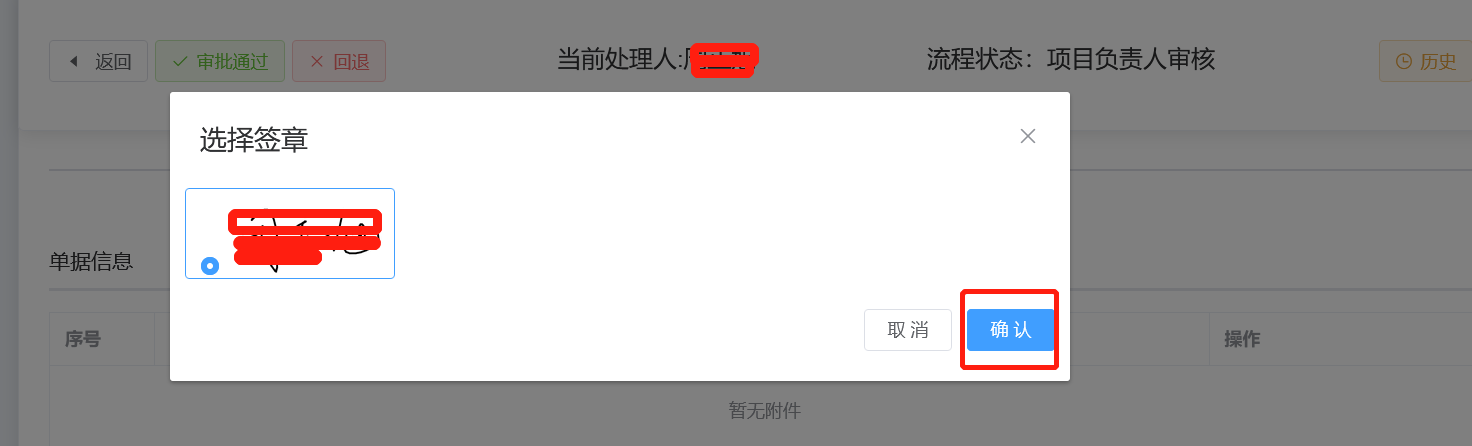 返回
审批通过
回退
当前处理人:
流程状态：项目负责人审核
历史
选择签章
取 消
确 认
单据信息
序号
操作
暂无附件